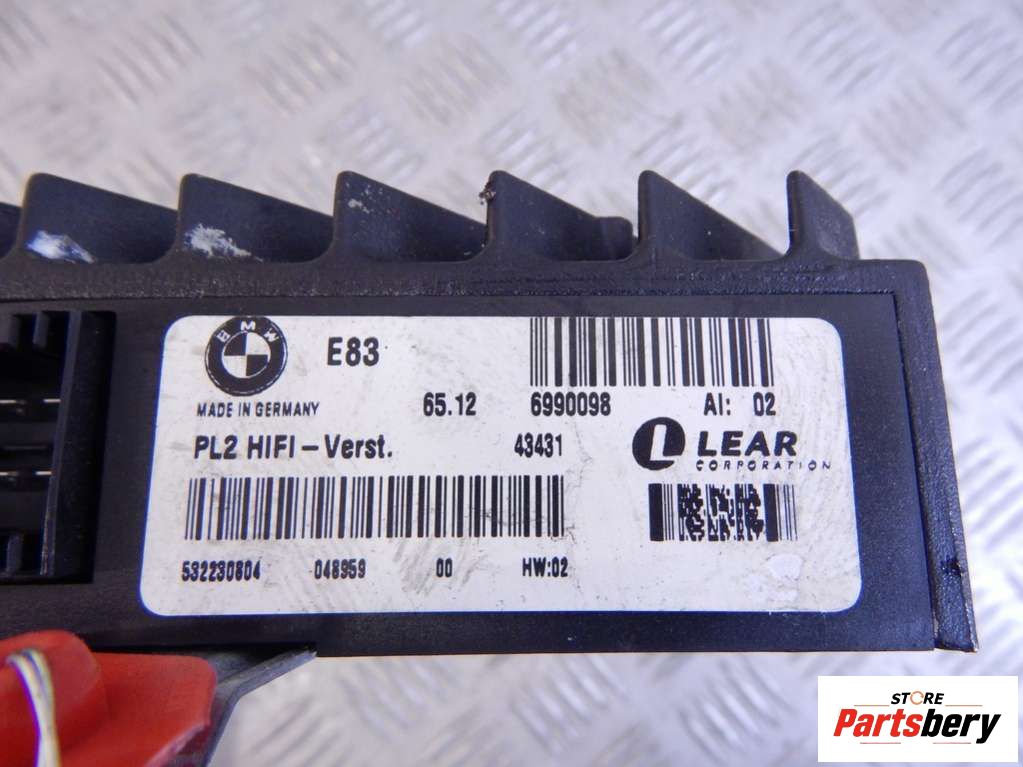 BMW
E83
MADE IN GERMANY
65.12 6990098 AI: 02
PL2 HIFI-Verst. 43431 LEAR
CORPORATION
532230804 048959 00 HW:02
STORE
Partsbery